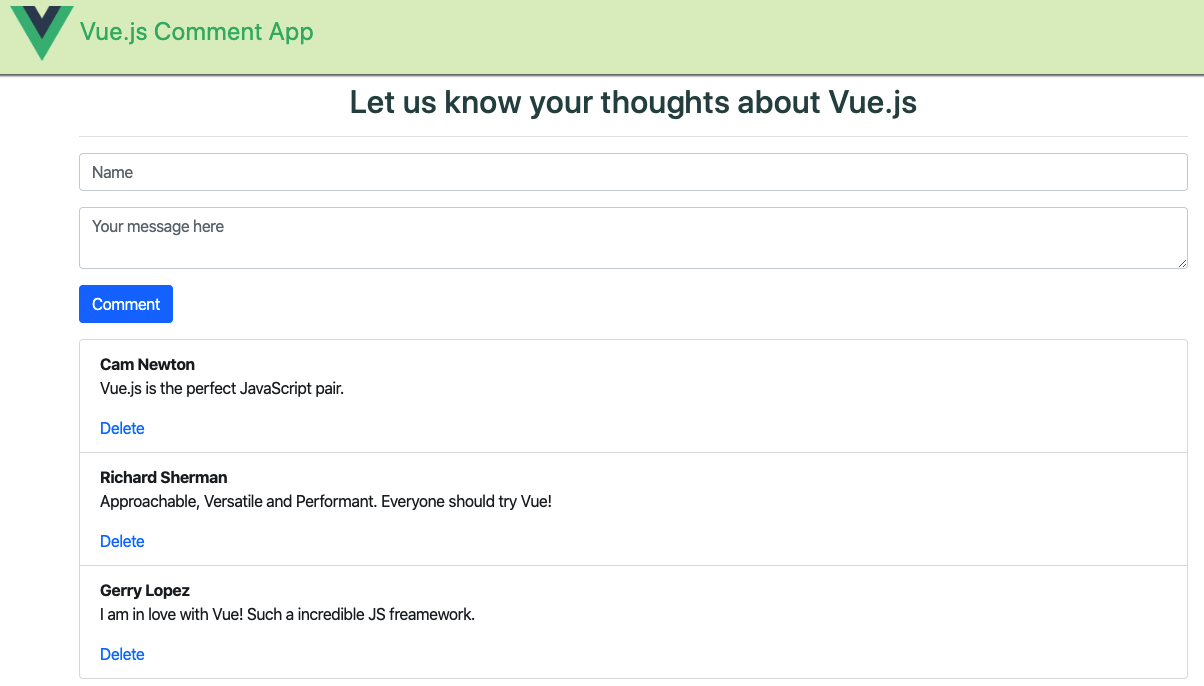 Vue.js Comment App
Let us know your thoughts about Vue.js
Name
Your message here
Comment
Cam Newton
Vue.js is the perfect JavaScript pair.
Delete
Richard Sherman
Approachable, Versatile and Performant. Everyone should try Vue!
Delete
Gerry Lopez
I am in love with Vue! Such a incredible JS freamework.
Delete